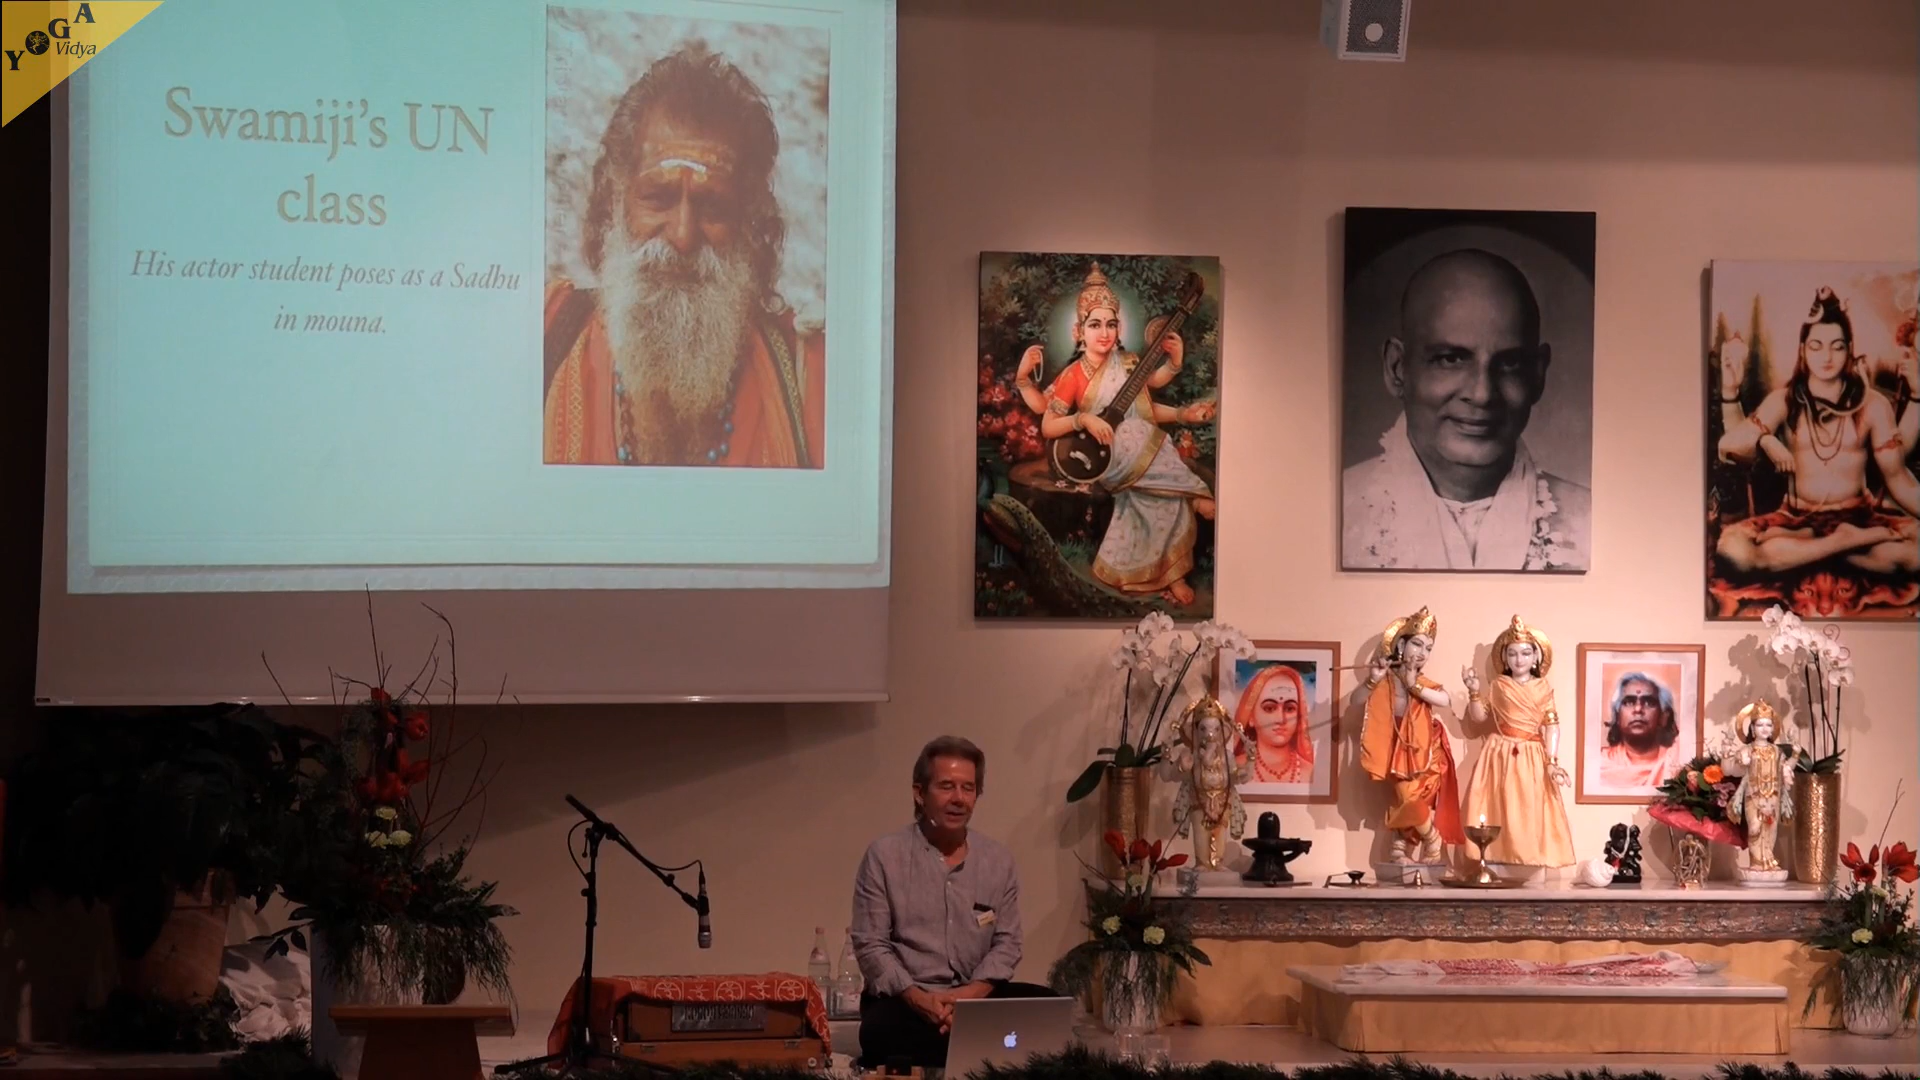 YOGA
Vidya
Swamiji's UN
class
His actor student poses as a Sadhu
in mouna.